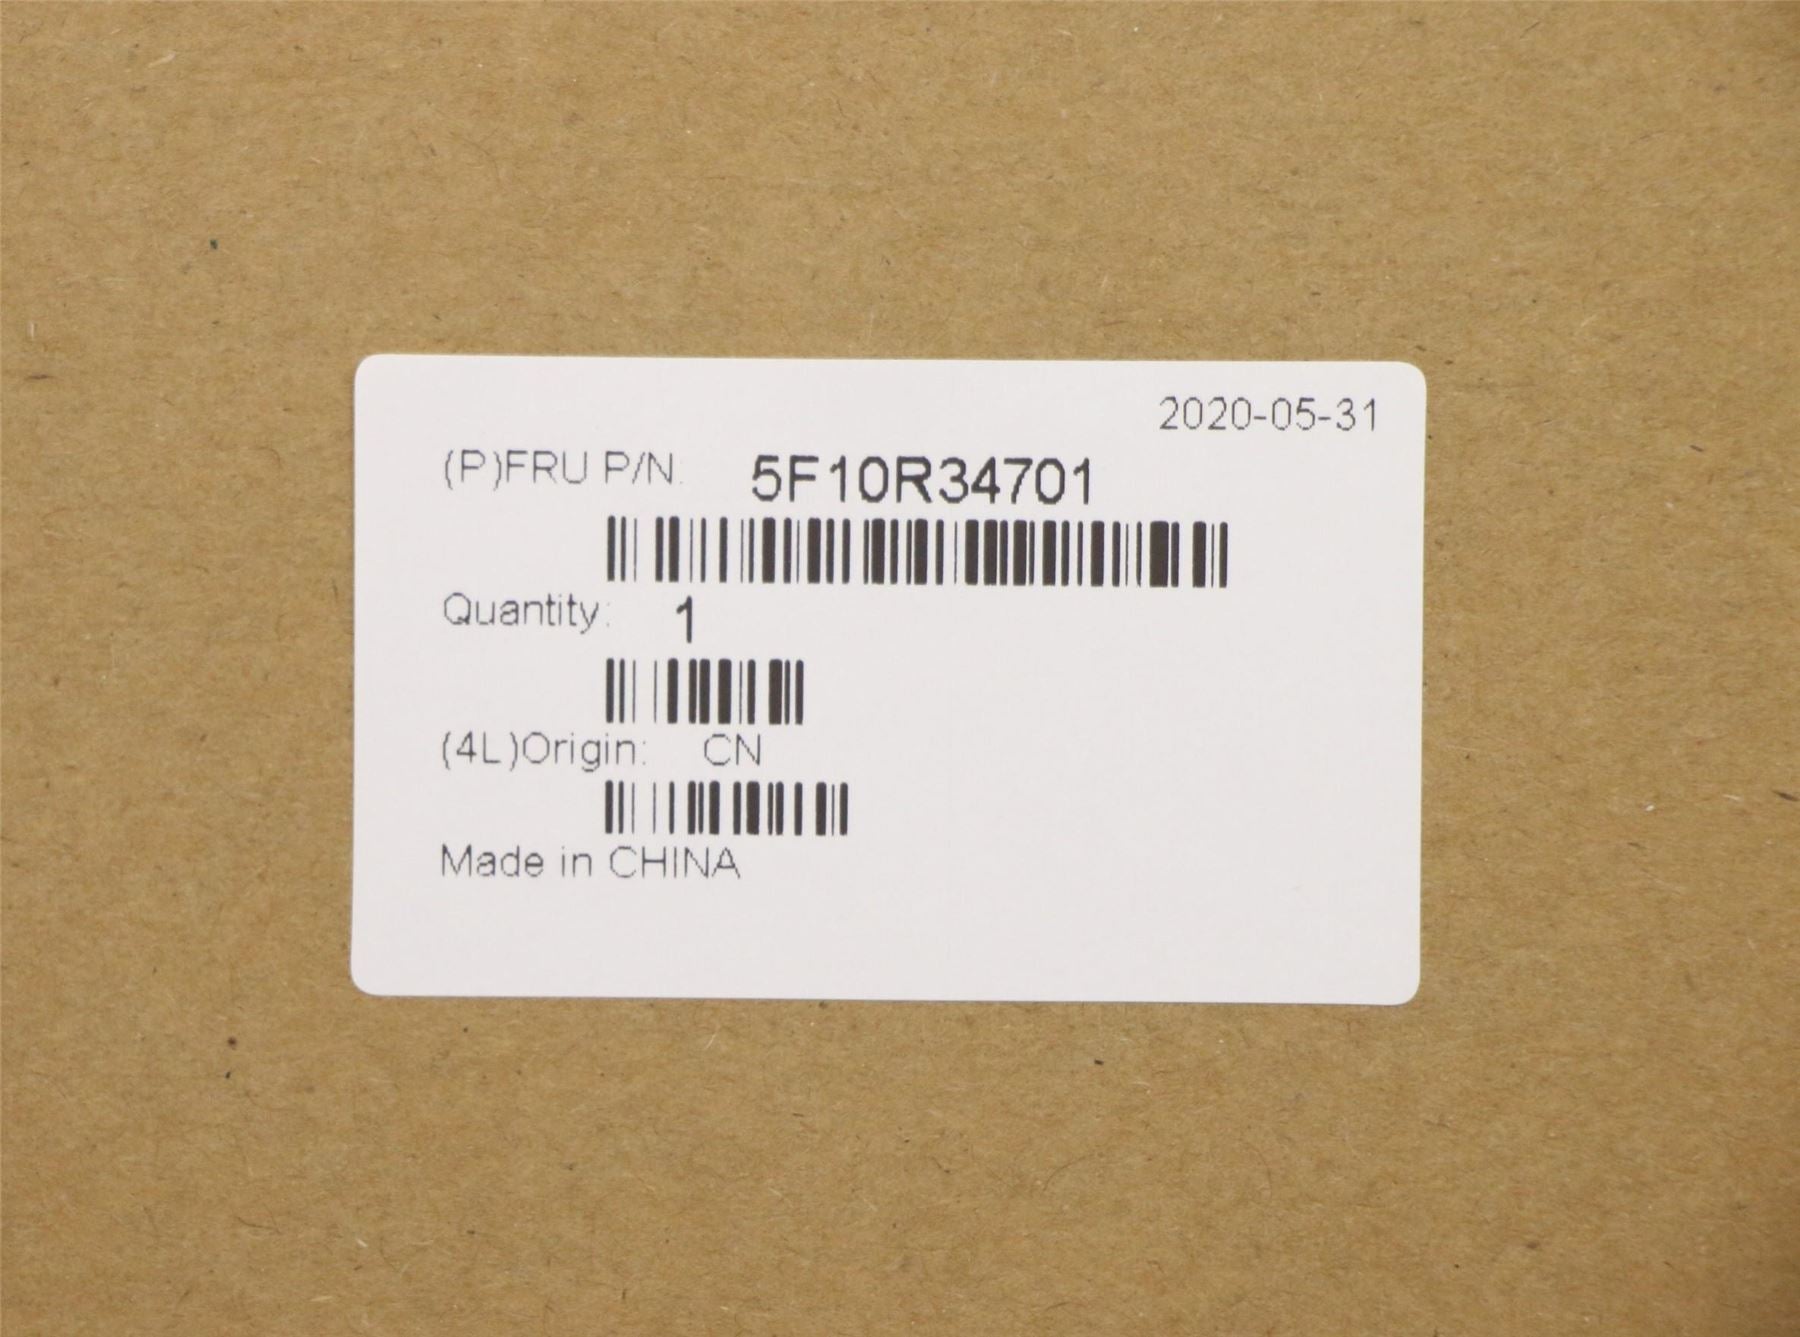 2020-05-31
(P)FRU P/N: 5F10R34701
Quantity: 1
(4L)Origin: CN
Made in CHINA